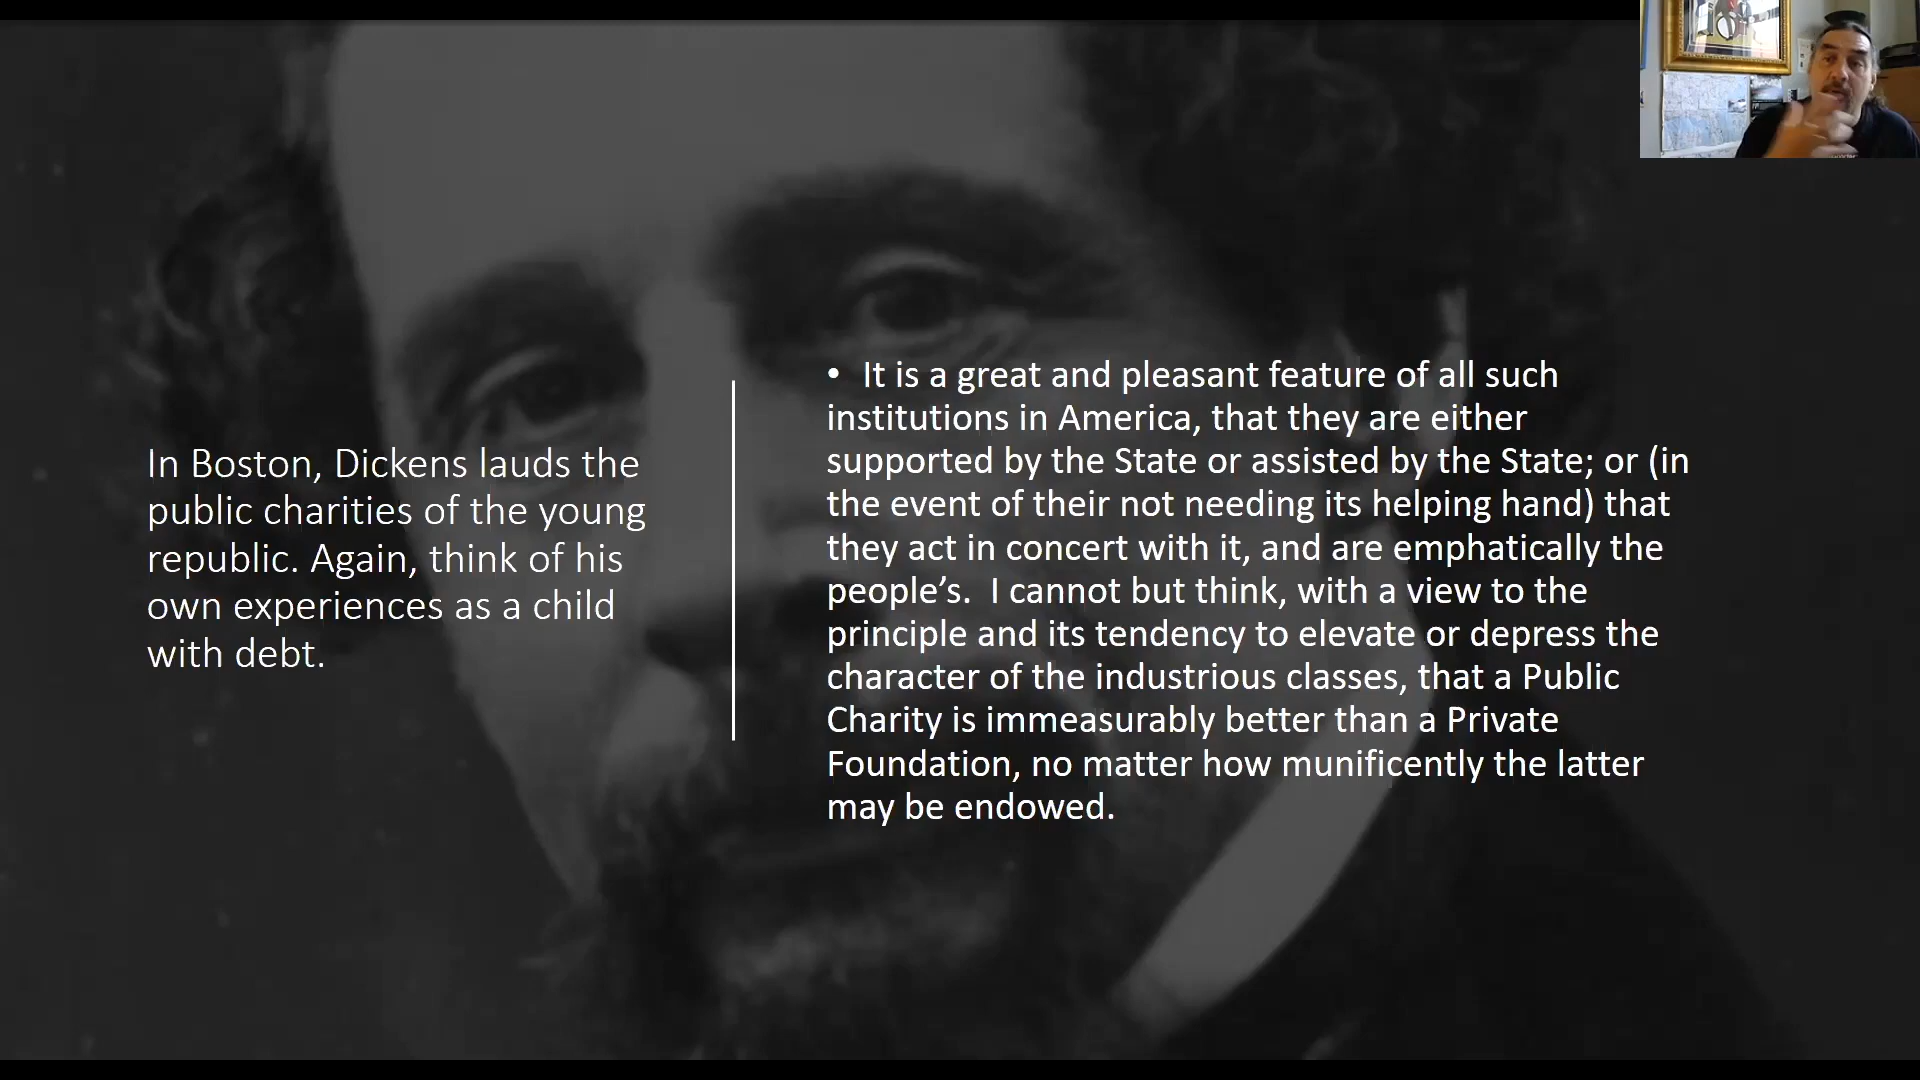 In Boston, Dickens lauds the
public charities of the young
republic. Again, think of his
own experiences as a child
with debt.
• It is a great and pleasant feature of all such
institutions in America, that they are either
supported by the State or assisted by the State; or (in
the event of their not needing its helping hand) that
they act in concert with it, and are emphatically the
people’s. I cannot but think, with a view to the
principle and its tendency to elevate or depress the
character of the industrious classes, that a Public
Charity is immeasurably better than a Private
Foundation, no matter how munificently the latter
may be endowed.